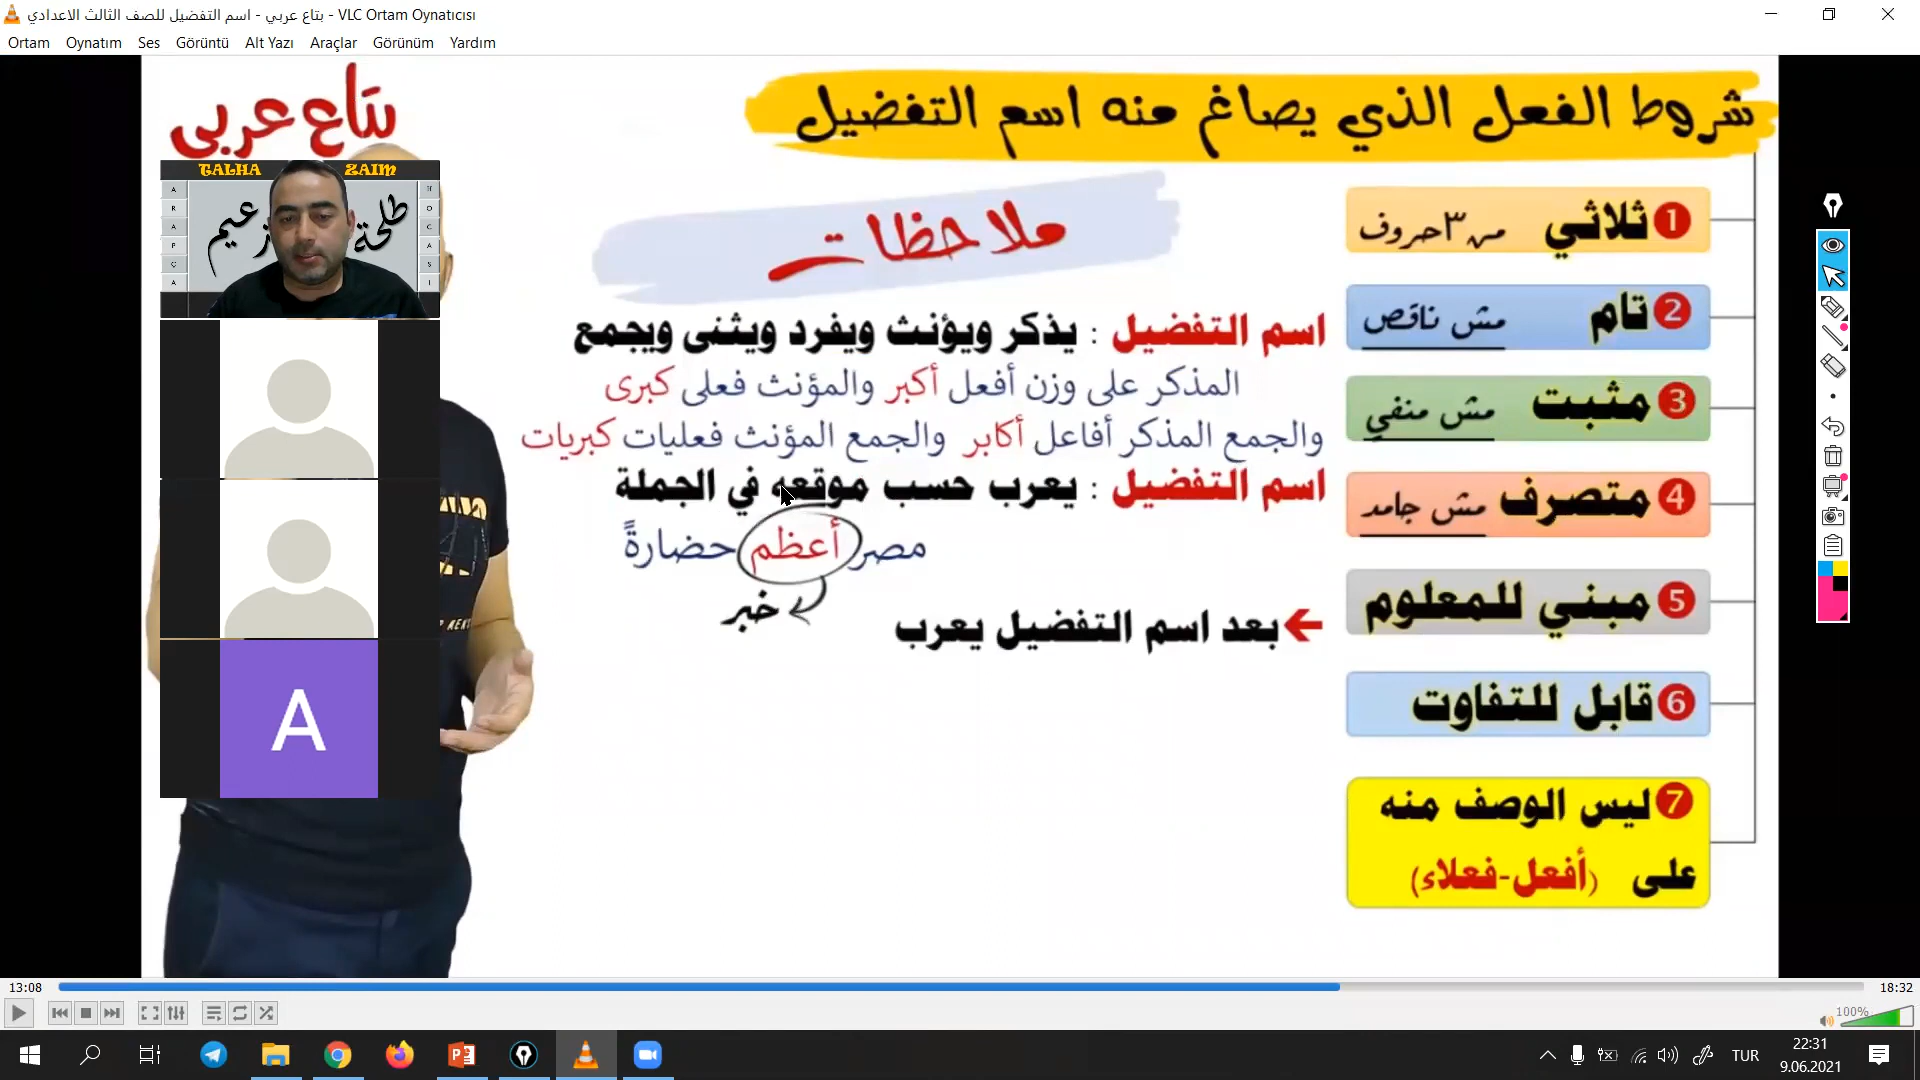 بتاع عربي - اسم التفضيل للصف الثالث الاعدادي - VLC Ortam Oynatıcısı
Ortam Oynatım Ses Görüntü Alt Yazı Araçlar Görünüm Yardım
بتاع عربى
شروط الفعل الذي يصاغ منه اسم التفضيل
TALHA ZAIM
طلحة زعيم
A R A P Ç A
H O C A S I
ملاحظات
اسم التفضيل : يذكر ويؤنث ويفرد ويثنى ويجمع
المذكر على وزن أفعل أكبر والمؤنث فعلى كبرى
والجمع المذكر أفاعل أكابر والجمع المؤنث فعليات كبريات
اسم التفضيل : يعرب حسب موقعه في الجملة
مصر أعظم حضارةً
خبر
بعد اسم التفضيل يعرب
1 ثلاثي من ٣ حروف
2 تام مش ناقص
3 مثبت مش منفي
4 متصرف مش جامد
5 مبني للمعلوم
6 قابل للتفاوت
7 ليس الوصف منه
على (أفعل-فعلاء)
A
13:08 18:32
100%
TUR 22:31
9.06.2021